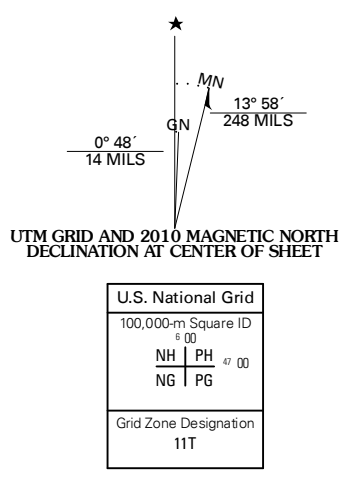 ★
MN
13° 58´
248 MILS
GN
0° 48´
14 MILS
UTM GRID AND 2010 MAGNETIC NORTH
DECLINATION AT CENTER OF SHEET
U.S. National Grid
100,000-m Square ID
6 00
NH PH 47 00
NG PG
Grid Zone Designation
11T